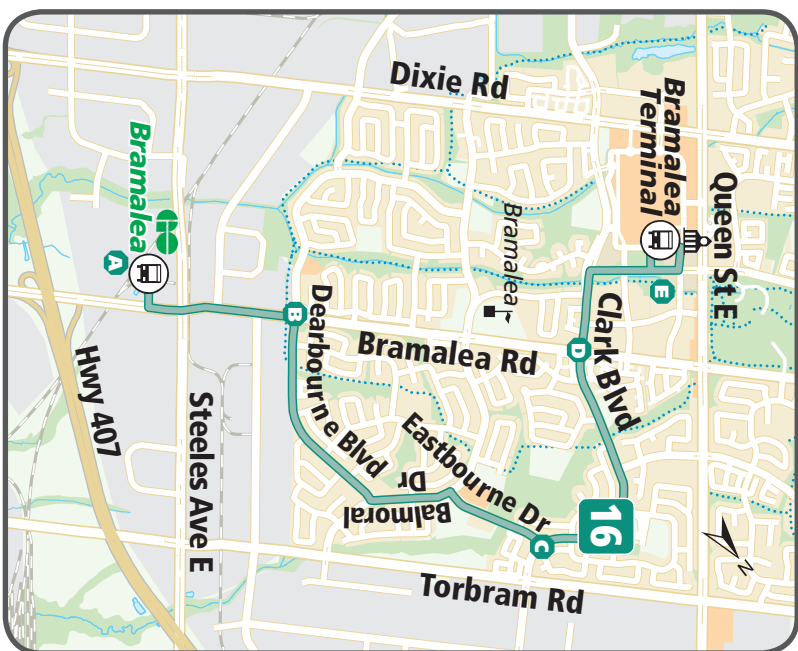 Dixie Rd
Bramalea
Terminal
Queen St E
Bramalea
GO
A
Bramalea
E
B
Dearbourne Blvd
Bramalea Rd
D
Clark Blvd
Hwy 407
Steeles Ave E
Eastbourne Dr
Balmoral
Dr
C
16
N
Torbram Rd